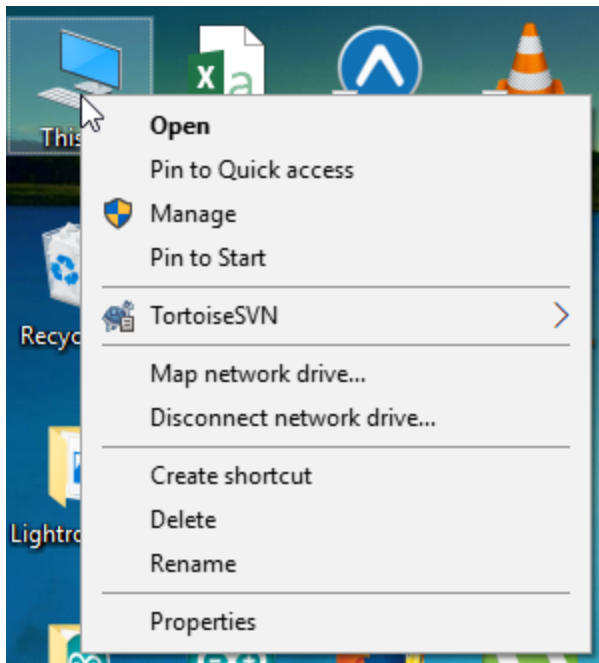 This
Open
Pin to Quick access
Manage
Pin to Start
TortoiseSVN
Recyc
Map network drive...
Disconnect network drive...
Create shortcut
Delete
Lightro
Rename
Properties